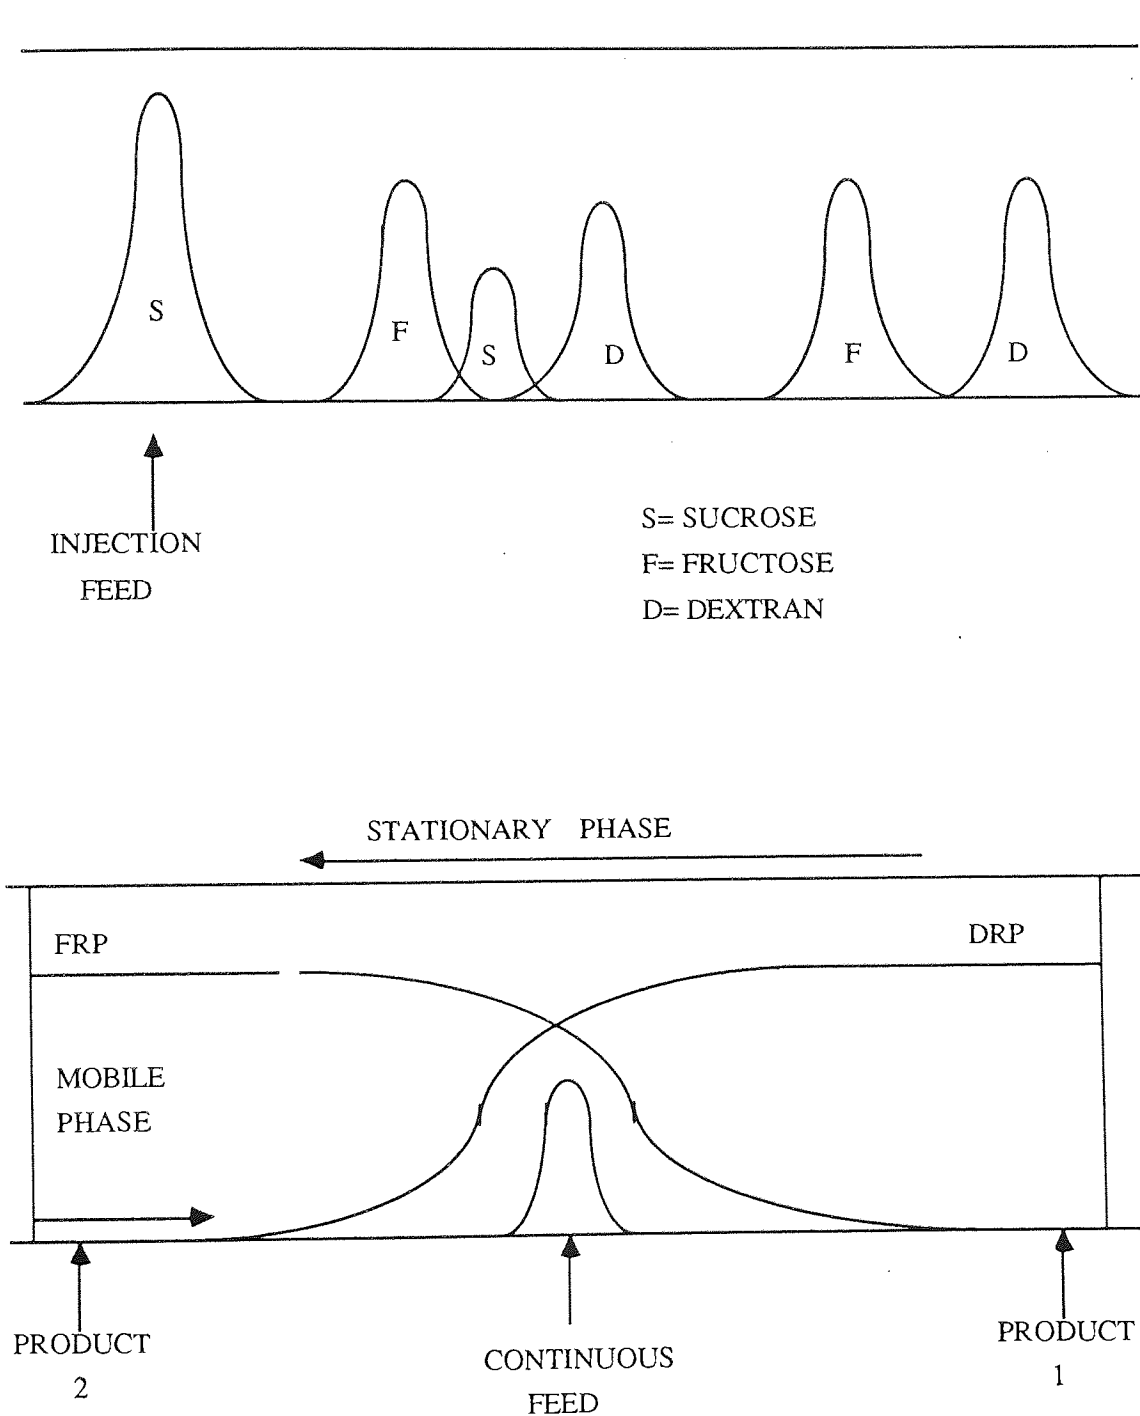 S
F
S
D
F
D
INJECTION
FEED
S= SUCROSE
F= FRUCTOSE
D= DEXTRAN
STATIONARY PHASE
FRP
DRP
MOBILE
PHASE
PRODUCT
2
CONTINUOUS
FEED
PRODUCT
1